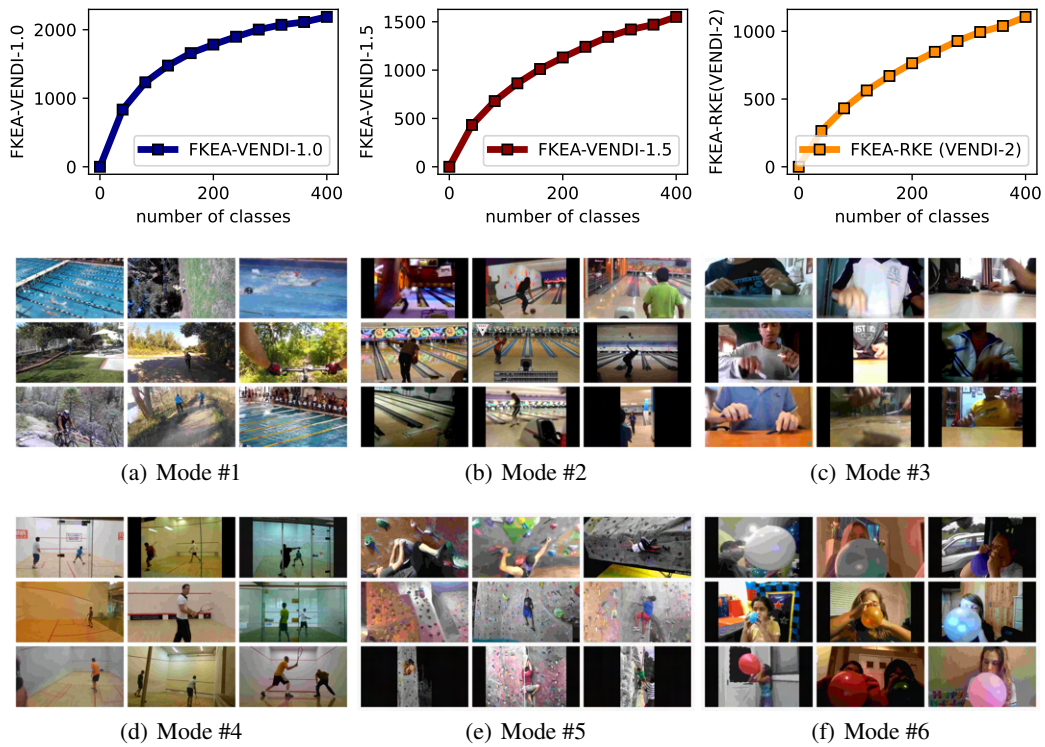 FKEA-VENDI-1.0
2000
1000
0
FKEA-VENDI-1.0
0
200
400
number of classes
FKEA-VENDI-1.5
1500
1000
500
0
FKEA-VENDI-1.5
0
200
400
number of classes
FKEA-RKE(VENDI-2)
1000
500
0
FKEA-RKE (VENDI-2)
0
200
400
number of classes
(a) Mode #1
(b) Mode #2
(c) Mode #3
(d) Mode #4
(e) Mode #5
(f) Mode #6